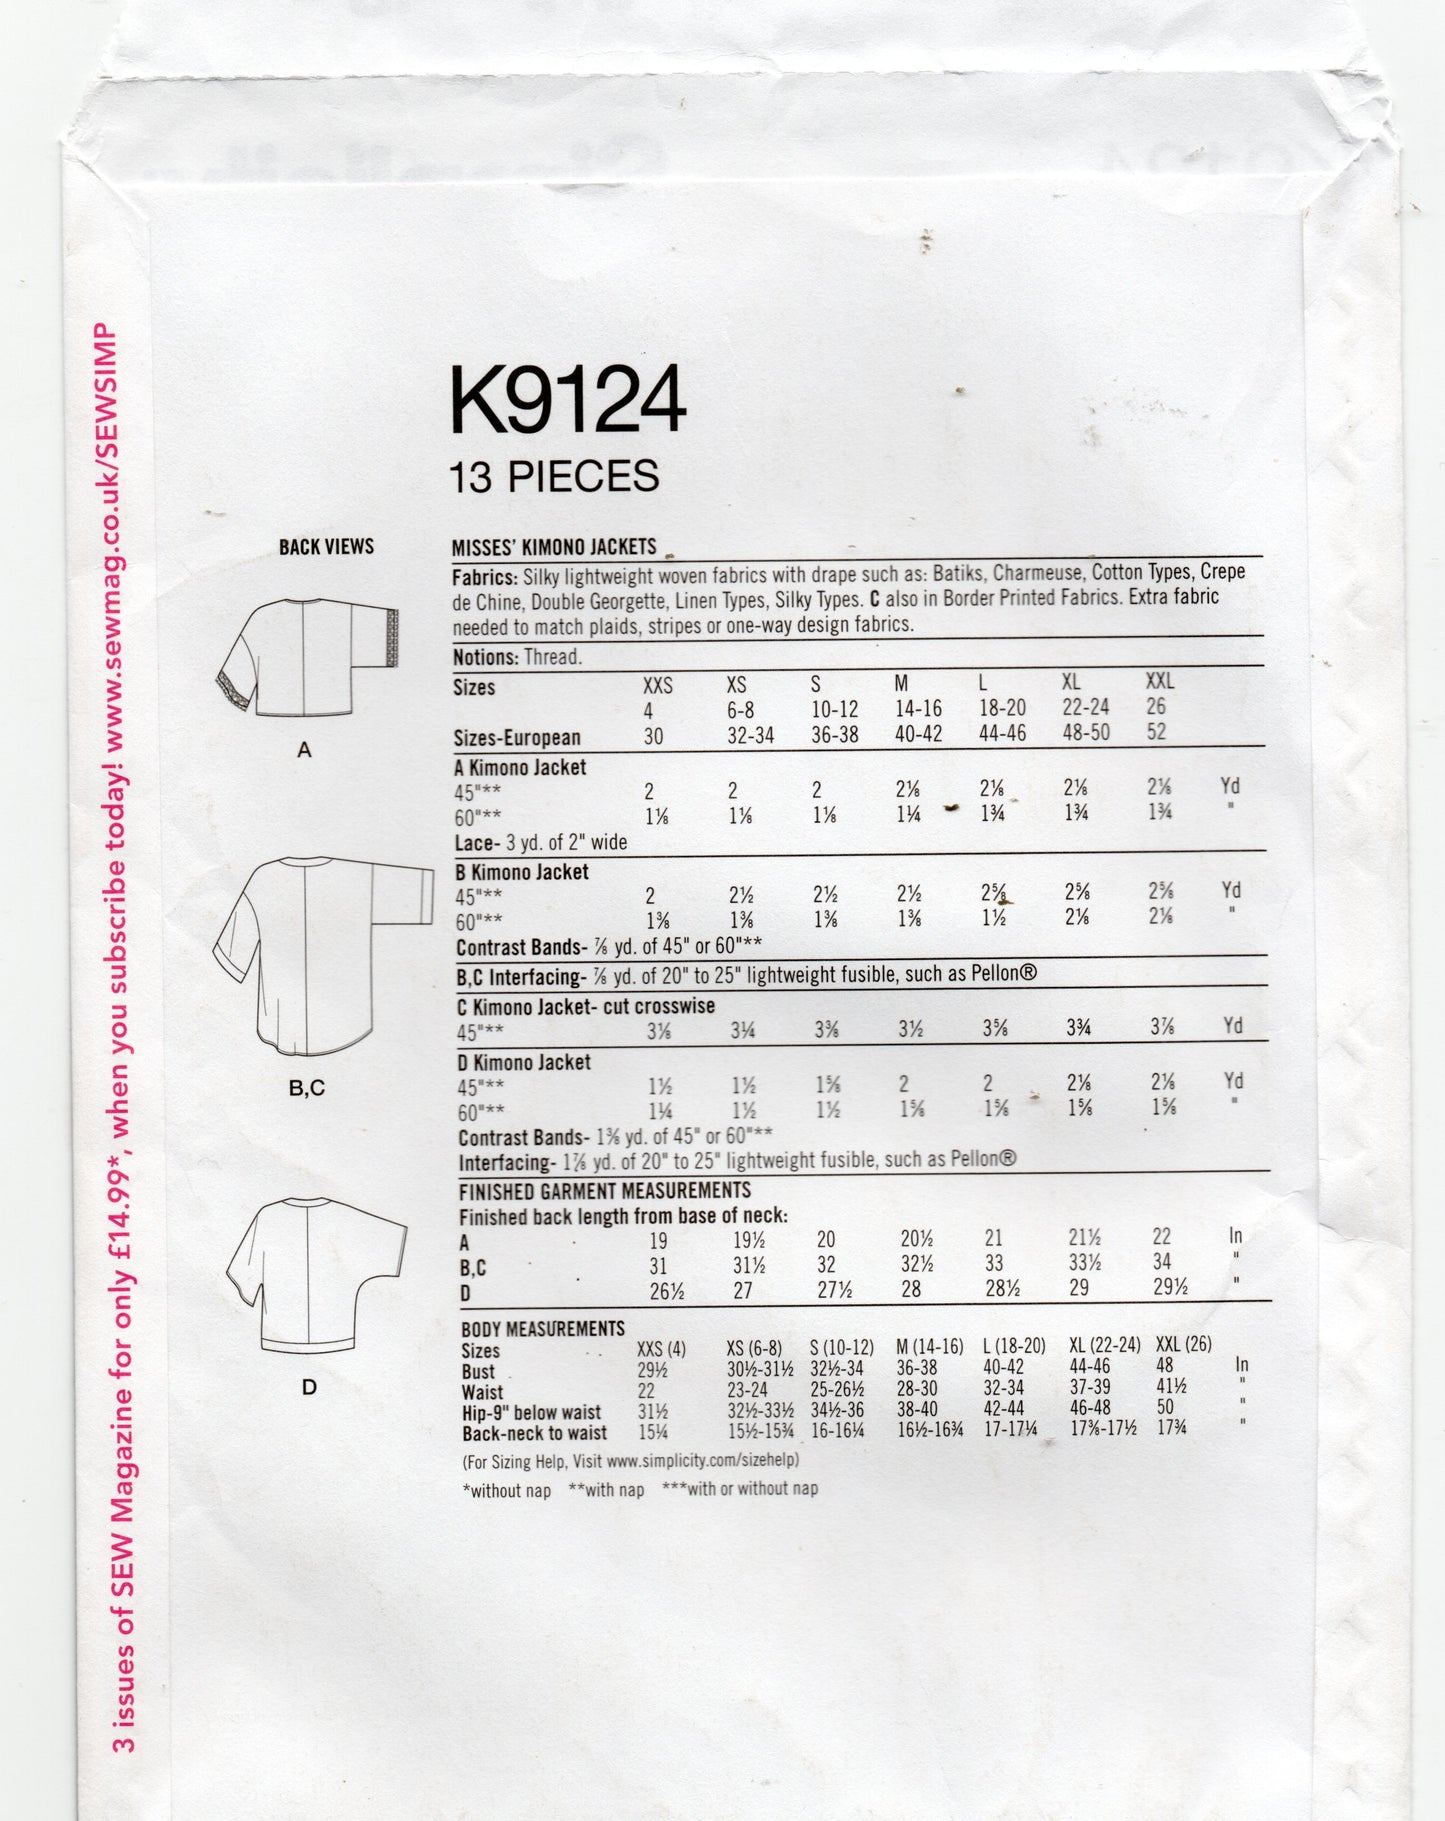 3 issues of SEW Magazine for only £14.99*, when you subscribe today! www.sewmag.co.uk/SEWSIMP
K9124
13 PIECES
BACK VIEWS
A
B,C
D
MISSES' KIMONO JACKETS
Fabrics: Silky lightweight woven fabrics with drape such as: Batiks, Charmeuse, Cotton Types, Crepe
de Chine, Double Georgette, Linen Types, Silky Types. C also in Border Printed Fabrics. Extra fabric
needed to match plaids, stripes or one-way design fabrics.
Notions: Thread.
Sizes XXS XS S M L XL XXL
4 6-8 10-12 14-16 18-20 22-24 26
Sizes-European 30 32-34 36-38 40-42 44-46 48-50 52
A Kimono Jacket
45"** 2 2 2 2⅛ 2⅛ 2⅛ 2⅛ Yd
60"** 1⅛ 1⅛ 1⅛ 1¼ 1¾ 1¾ 1¾ "
Lace- 3 yd. of 2" wide
B Kimono Jacket
45"** 2 2½ 2½ 2½ 2⅝ 2⅝ 2⅝ Yd
60"** 1⅜ 1⅜ 1⅜ 1⅜ 1½ 2⅛ 2⅛ "
Contrast Bands- ⅞ yd. of 45" or 60"**
B,C Interfacing- ⅞ yd. of 20" to 25" lightweight fusible, such as Pellon®
C Kimono Jacket- cut crosswise
45"** 3⅛ 3¼ 3⅜ 3½ 3⅝ 3¾ 3⅞ Yd
D Kimono Jacket
45"** 1½ 1½ 1⅝ 2 2 2⅛ 2⅛ Yd
60"** 1¼ 1½ 1½ 1⅝ 1⅝ 1⅝ 1⅝ "
Contrast Bands- 1⅜ yd. of 45" or 60"**
Interfacing- 1⅞ yd. of 20" to 25" lightweight fusible, such as Pellon®
FINISHED GARMENT MEASUREMENTS
Finished back length from base of neck:
A 19 19½ 20 20½ 21 21½ 22 In
B,C 31 31½ 32 32½ 33 33½ 34 "
D 26½ 27 27½ 28 28½ 29 29½ "
BODY MEASUREMENTS
Sizes XXS (4) XS (6-8) S (10-12) M (14-16) L (18-20) XL (22-24) XXL (26)
Bust 29½ 30½-31½ 32½-34 36-38 40-42 44-46 48 In
Waist 22 23-24 25-26½ 28-30 32-34 37-39 41½ "
Hip-9" below waist 31½ 32½-33½ 34½-36 38-40 42-44 46-48 50 "
Back-neck to waist 15¼ 15½-15¾ 16-16¼ 16½-16¾ 17-17¼ 17⅜-17½ 17¾ "
(For Sizing Help, Visit www.simplicity.com/sizehelp)
*without nap **with nap ***with or without nap